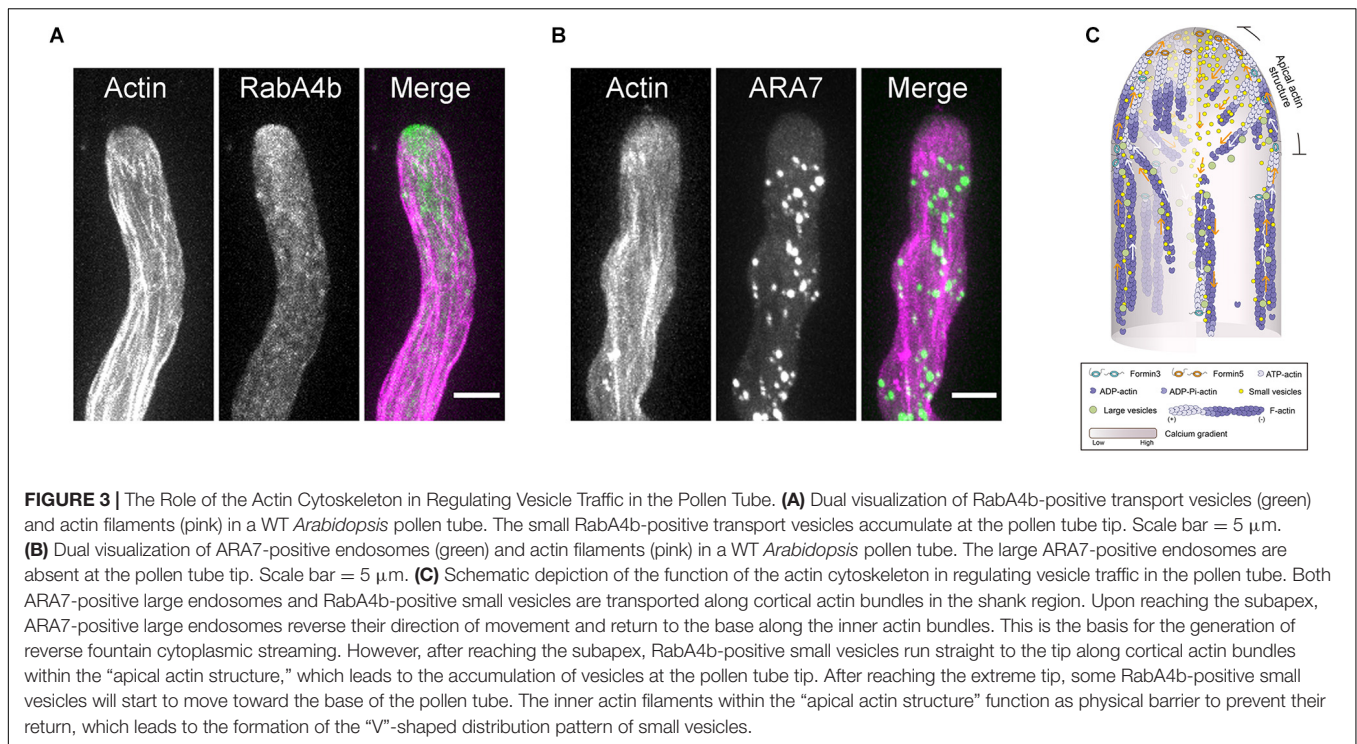 A
Actin
RabA4b
Merge
B
Actin
ARA7
Merge
C
Apical actin
structure
Formin3
Formin5
ATP-actin
ADP-actin
ADP-Pi-actin
Small vesicles
Large vesicles
F-actin
(+)
(-)
Calcium gradient
Low
High
FIGURE 3 | The Role of the Actin Cytoskeleton in Regulating Vesicle Traffic in the Pollen Tube. (A) Dual visualization of RabA4b-positive transport vesicles (green)
and actin filaments (pink) in a WT Arabidopsis pollen tube. The small RabA4b-positive transport vesicles accumulate at the pollen tube tip. Scale bar = 5 μm.
(B) Dual visualization of ARA7-positive endosomes (green) and actin filaments (pink) in a WT Arabidopsis pollen tube. The large ARA7-positive endosomes are
absent at the pollen tube tip. Scale bar = 5 μm. (C) Schematic depiction of the function of the actin cytoskeleton in regulating vesicle traffic in the pollen tube. Both
ARA7-positive large endosomes and RabA4b-positive small vesicles are transported along cortical actin bundles in the shank region. Upon reaching the subapex,
ARA7-positive large endosomes reverse their direction of movement and return to the base along the inner actin bundles. This is the basis for the generation of
reverse fountain cytoplasmic streaming. However, after reaching the subapex, RabA4b-positive small vesicles run straight to the tip along cortical actin bundles
within the “apical actin structure,” which leads to the accumulation of vesicles at the pollen tube tip. After reaching the extreme tip, some RabA4b-positive small
vesicles will start to move toward the base of the pollen tube. The inner actin filaments within the “apical actin structure” function as physical barrier to prevent their
return, which leads to the formation of the “V”-shaped distribution pattern of small vesicles.